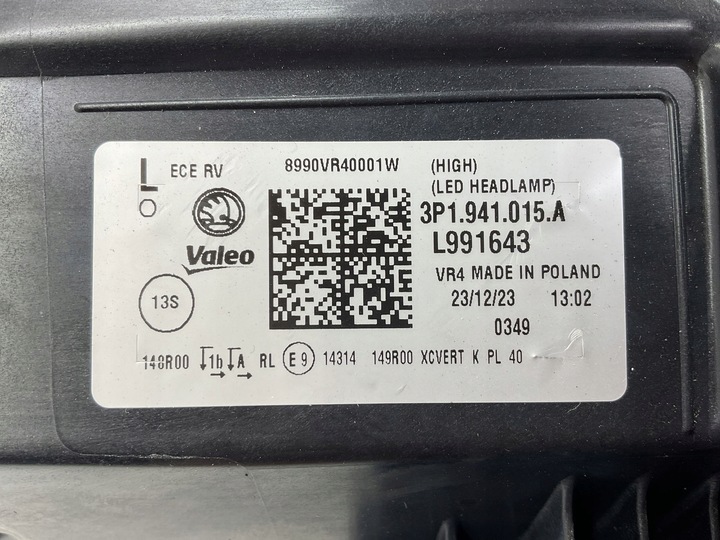 L ECE RV 8990VR40001W (HIGH)
(LED HEADLAMP)
3P1.941.015.A
Valeo L991643
VR4 MADE IN POLAND
13S 23/12/23 13:02
0349
148R00 1b A RL E9 14314 149R00 XCVERT K PL 40